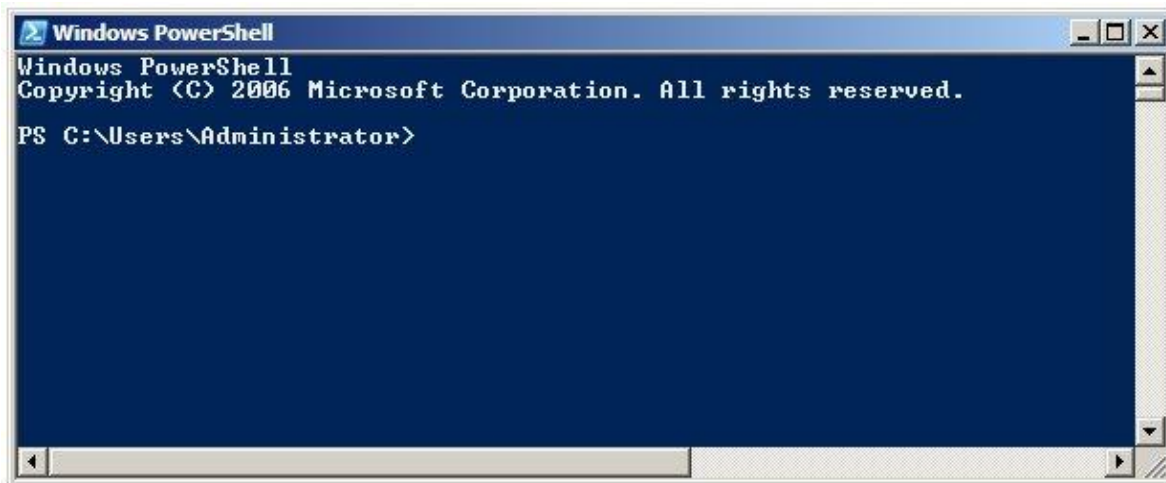 Windows PowerShell
Windows PowerShell
Copyright (C) 2006 Microsoft Corporation. All rights reserved.
PS C:\Users\Administrator>